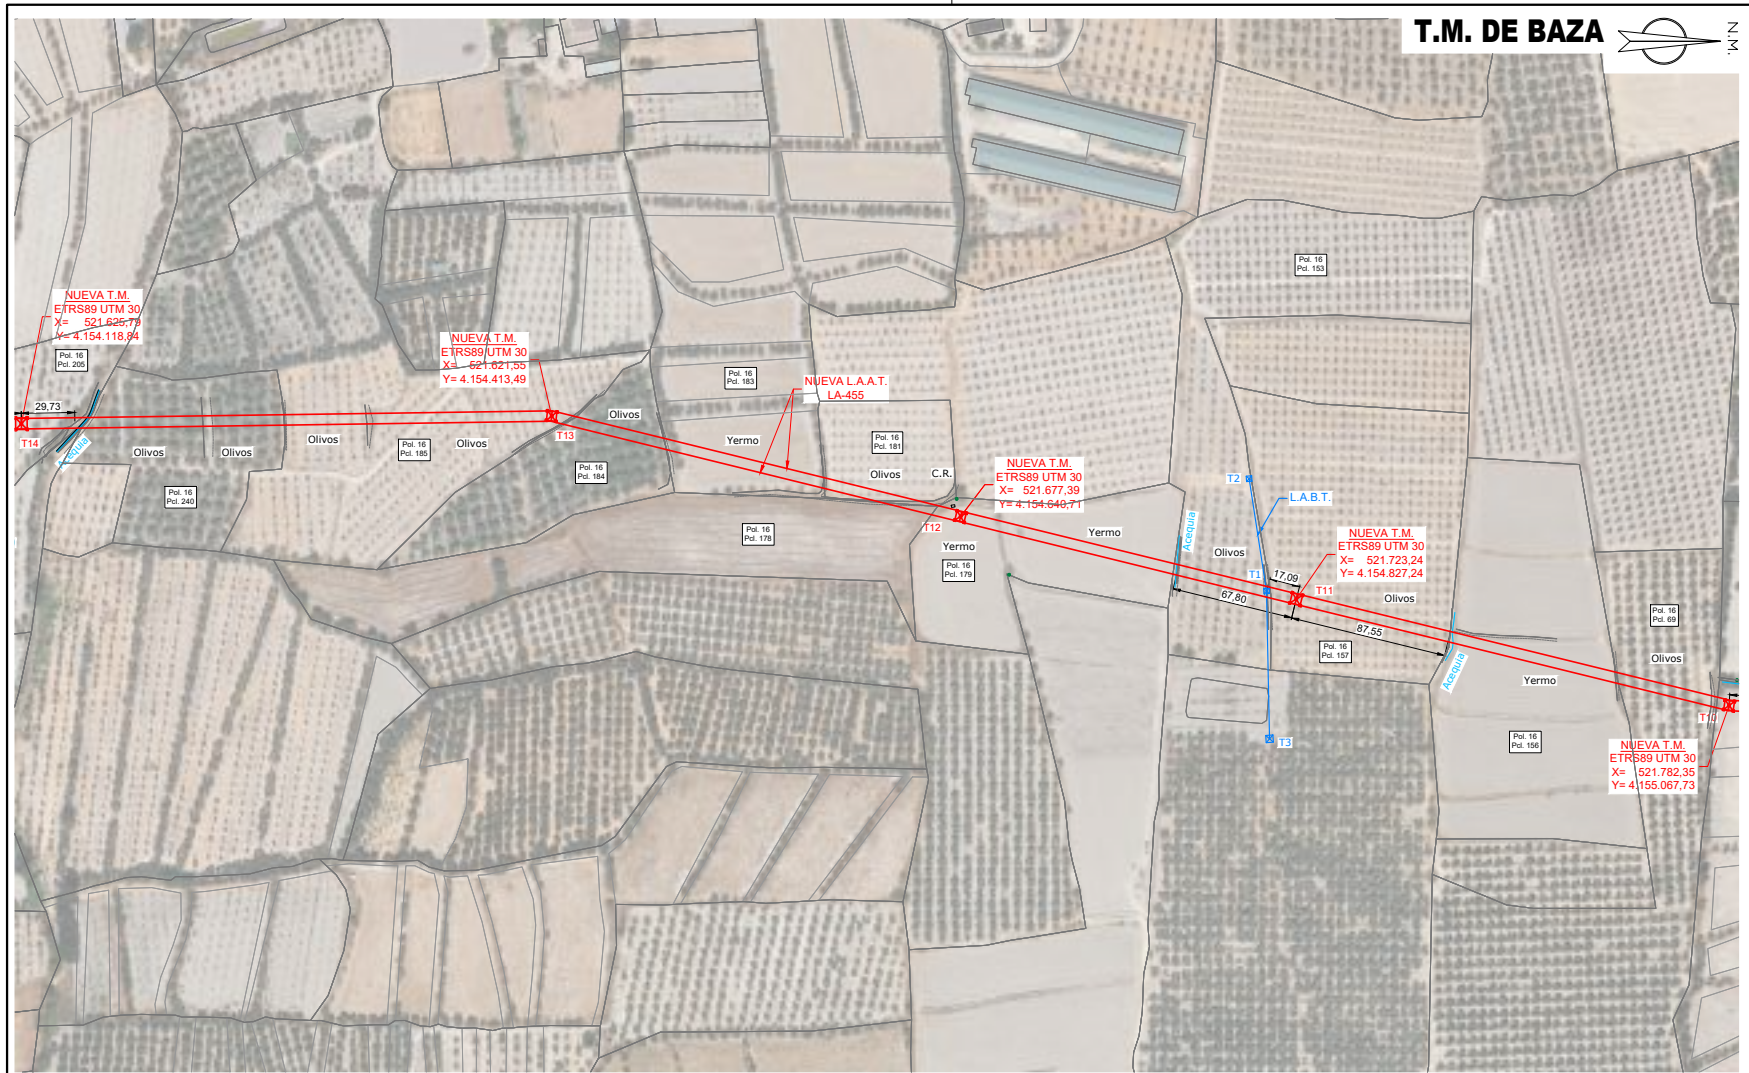 T.M. DE BAZA
N.M.
Pol. 16
Pcl. 153
NUEVA T.M.
ETRS89 UTM 30
X= 521.625,79
Y= 4.154.118,84
Pol. 16
Pcl. 205
29,73
T14
Acequia
Olivos
Olivos
Pol. 16
Pcl. 240
Olivos
Pol. 16
Pcl. 185
Olivos
NUEVA T.M.
ETRS89 UTM 30
X= 521.621,55
Y= 4.154.413,49
T13
Olivos
Pol. 16
Pcl. 184
Pol. 16
Pcl. 183
Yermo
NUEVA L.A.A.T.
LA-455
Pol. 16
Pcl. 181
Olivos
C.R.
Pol. 16
Pcl. 178
NUEVA T.M.
ETRS89 UTM 30
X= 521.677,39
Y= 4.154.640,71
T12
Yermo
Pol. 16
Pcl. 179
Yermo
Acequia
T2
L.A.B.T.
Olivos
T1
17,09
67,80
NUEVA T.M.
ETRS89 UTM 30
X= 521.723,24
Y= 4.154.827,24
T11
Olivos
87,55
Pol. 16
Pcl. 157
T3
Acequia
Yermo
Pol. 16
Pcl. 156
Pol. 16
Pcl. 69
Olivos
T10
NUEVA T.M.
ETRS89 UTM 30
X= 521.782,35
Y= 4.155.067,73